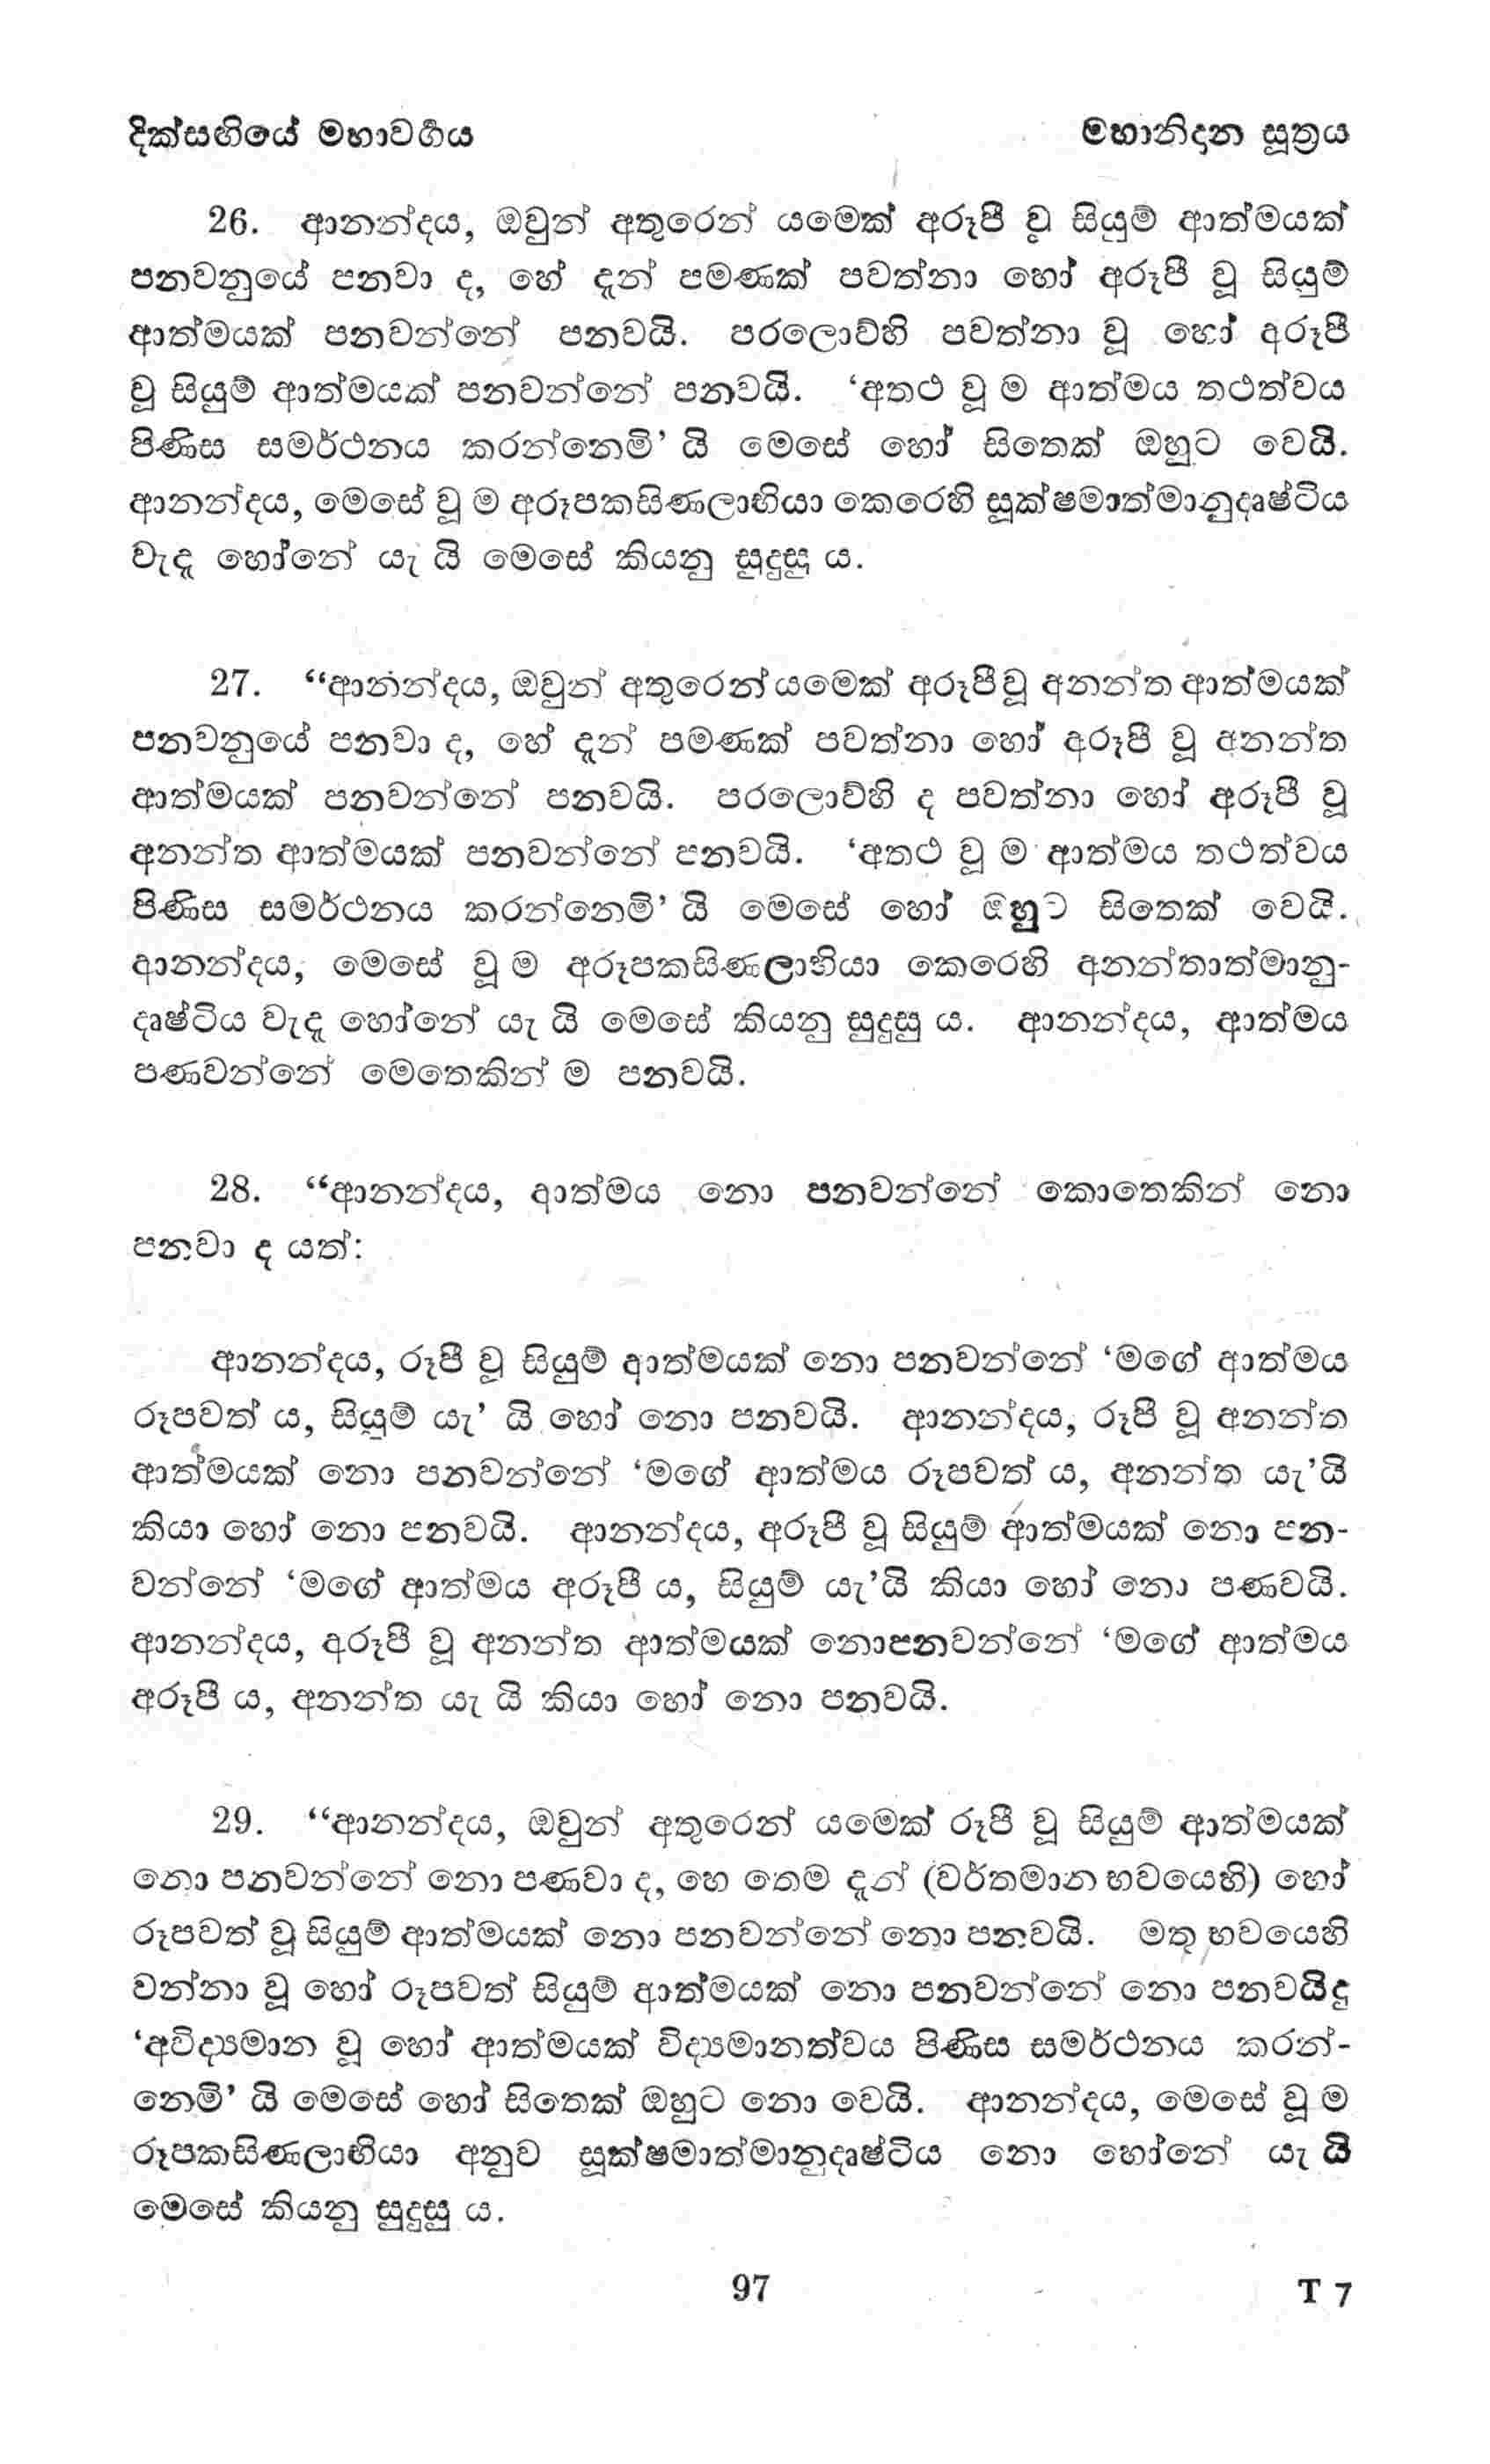 දික්සඟියේ මහාවර්‍ගය
මහානිදාන සූත්‍රය
26. ආනන්දය, ඔවුන් අතුරෙන් යමෙක් අරූපී වූ සියුම් ආත්මයක්
පනවනුයේ පනවා ද, හේ දැන් පමණක් පවත්නා හෝ අරූපී වූ සියුම්
ආත්මයක් පනවන්නේ පනවයි. පරලොව්හි පවත්නා වූ හෝ අරූපී
වූ සියුම් ආත්මයක් පනවන්නේ පනවයි. ‘අතථ වූ ම ආත්මය තථත්වය
පිණිස සමර්ථනය කරන්නෙමි’ යි මෙසේ හෝ සිතෙක් ඔහුට වෙයි.
ආනන්දය, මෙසේ වූ ම අරූපකසිණලාභියා කෙරෙහි සූක්ෂමාත්මානුදෘෂ්ටිය
වැදෑ හෝනේ යැ යි මෙසේ කියනු සුදුසු ය.
27. “ආනන්දය, ඔවුන් අතුරෙන් යමෙක් අරූපීවූ අනන්ත ආත්මයක්
පනවනුයේ පනවා ද, හේ දැන් පමණක් පවත්නා හෝ අරූපී වූ අනන්ත
ආත්මයක් පනවන්නේ පනවයි. පරලොව්හි ද පවත්නා හෝ අරූපී වූ
අනන්ත ආත්මයක් පනවන්නේ පනවයි. ‘අතථ වූ ම ආත්මය තථත්වය
පිණිස සමර්ථනය කරන්නෙමි’ යි මෙසේ හෝ ඔහුට සිතෙක් වෙයි.
ආනන්දය, මෙසේ වූ ම අරූපකසිණලාභියා කෙරෙහි අනන්තාත්මානු-
දෘෂ්ටිය වැදෑ හෝනේ යැ යි මෙසේ කියනු සුදුසු ය. ආනන්දය, ආත්මය
පණවන්නේ මෙතෙකින් ම පනවයි.
28. “ආනන්දය, ආත්මය නො පනවන්නේ කොතෙකින් නො
පනවා ද යත්:
ආනන්දය, රූපී වූ සියුම් ආත්මයක් නො පනවන්නේ ‘මගේ ආත්මය
රූපවත් ය, සියුම් යැ’ යි හෝ නො පනවයි. ආනන්දය, රූපී වූ අනන්ත
ආත්මයක් නො පනවන්නේ ‘මගේ ආත්මය රූපවත් ය, අනන්ත යැ’යි
කියා හෝ නො පනවයි. ආනන්දය, අරූපී වූ සියුම් ආත්මයක් නො පන-
වන්නේ ‘මගේ ආත්මය අරූපී ය, සියුම් යැ’යි කියා හෝ නො පණවයි.
ආනන්දය, අරූපී වූ අනන්ත ආත්මයක් නොපනවන්නේ ‘මගේ ආත්මය
අරූපී ය, අනන්ත යැ යි කියා හෝ නො පනවයි.
29. “ආනන්දය, ඔවුන් අතුරෙන් යමෙක් රූපී වූ සියුම් ආත්මයක්
නො පනවන්නේ නො පණවා ද, හෙ තෙම දැන් (වර්තමාන භවයෙහි) හෝ
රූපවත් වූ සියුම් ආත්මයක් නො පනවන්නේ නො පනවයි. මතු භවයෙහි
වන්නා වූ හෝ රූපවත් සියුම් ආත්මයක් නො පනවන්නේ නො පනවයිදු
‘අවිද්‍යමාන වූ හෝ ආත්මයක් විද්‍යමානත්වය පිණිස සමර්ථනය කරන්-
නෙමි’ යි මෙසේ හෝ සිතෙක් ඔහුට නො වෙයි. ආනන්දය, මෙසේ වූ ම
රූපකසිණලාභියා අනුව සූක්ෂමාත්මානුදෘෂ්ටිය නො හෝනේ යැ යි
මෙසේ කියනු සුදුසු ය.
97
T 7